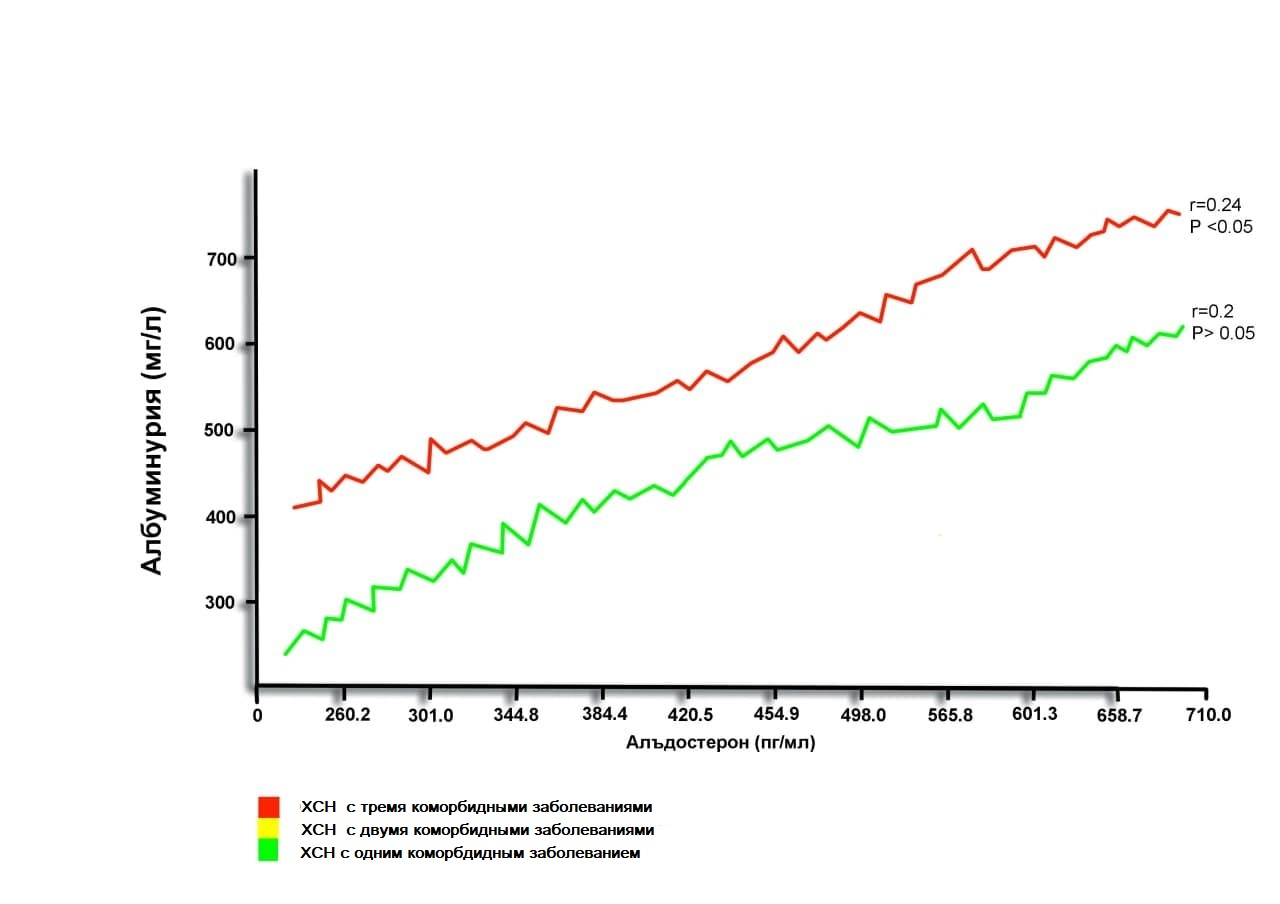 r=0.24
P <0.05
r=0.2
P> 0.05
Албуминурия (мг/л)
700
600
500
400
300
0 260.2 301.0 344.8 384.4 420.5 454.9 498.0 565.8 601.3 658.7 710.0
Алъдостерон (пг/мл)
ХСН с тремя коморбидными заболеваниями
ХСН с двумя коморбидными заболеваниями
ХСН с одним коморбдидным заболеванием